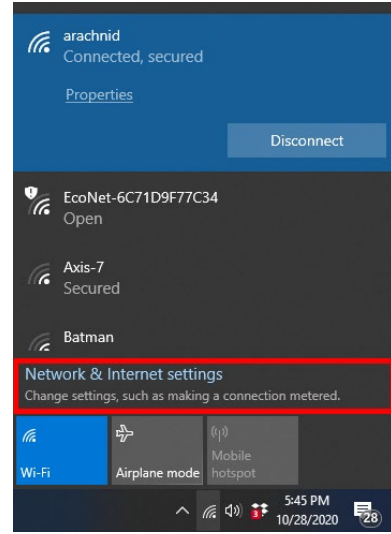 arachnid
Connected, secured
Properties
Disconnect
EcoNet-6C71D9F77C34
Open
Axis-7
Secured
Batman
Network & Internet settings
Change settings, such as making a connection metered.
Wi-Fi
Airplane mode
Mobile
hotspot
5:45 PM
10/28/2020
28